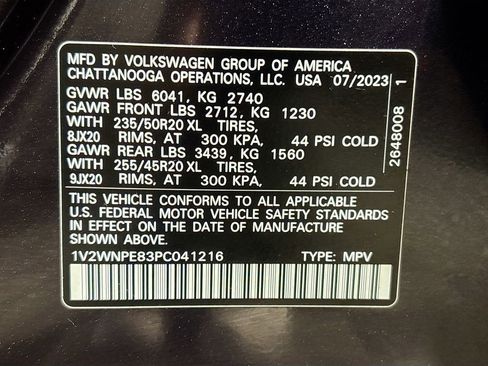 MFD BY VOLKSWAGEN GROUP OF AMERICA
CHATTANOOGA OPERATIONS, LLC. USA 07/2023
GVWR LBS 6041, KG 2740
GAWR FRONT LBS 2712, KG 1230
WITH 235/50R20 XL TIRES,
8JX20 RIMS, AT 300 KPA, 44 PSI COLD
GAWR REAR LBS 3439, KG 1560
WITH 255/45R20 XL TIRES,
9JX20 RIMS, AT 300 KPA, 44 PSI COLD
THIS VEHICLE CONFORMS TO ALL APPLICABLE
U.S. FEDERAL MOTOR VEHICLE SAFETY STANDARDS
IN EFFECT ON THE DATE OF MANUFACTURE
SHOWN ABOVE.
1V2WNPE83PC041216 TYPE: MPV
2648008 1